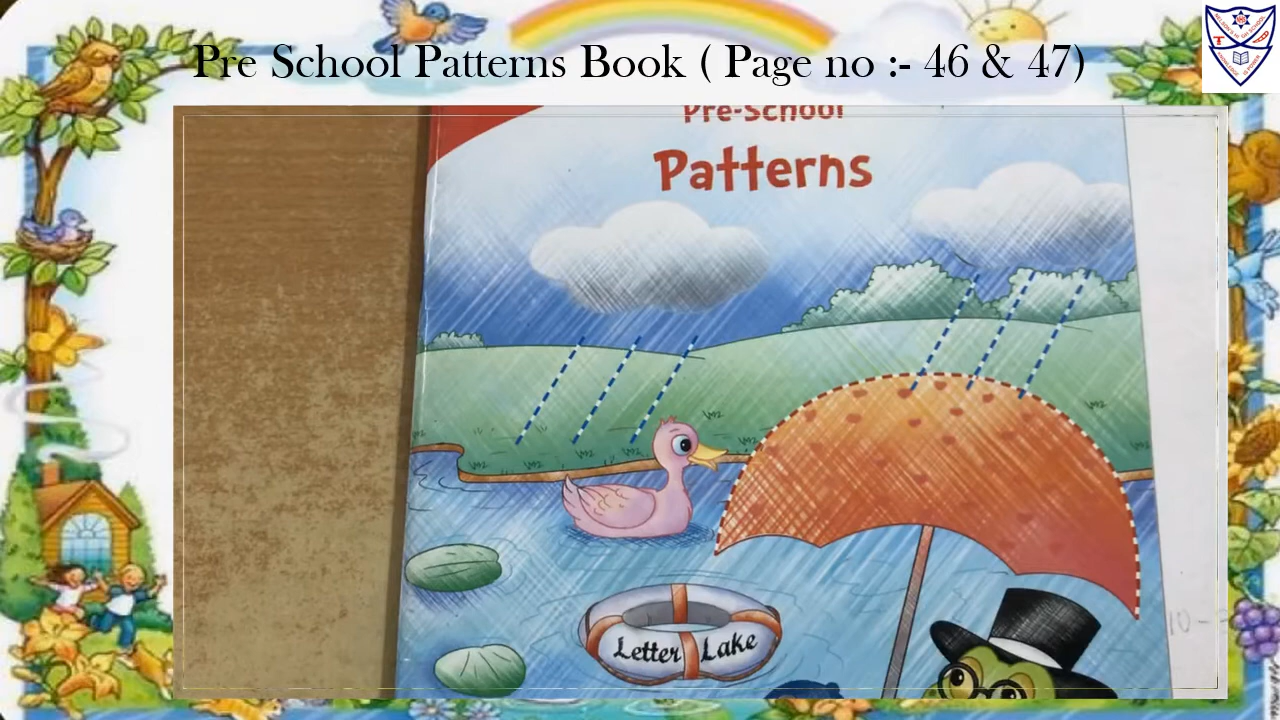 Pre School Patterns Book ( Page no :- 46 & 47)
Pre-School
Patterns
Letter Lake